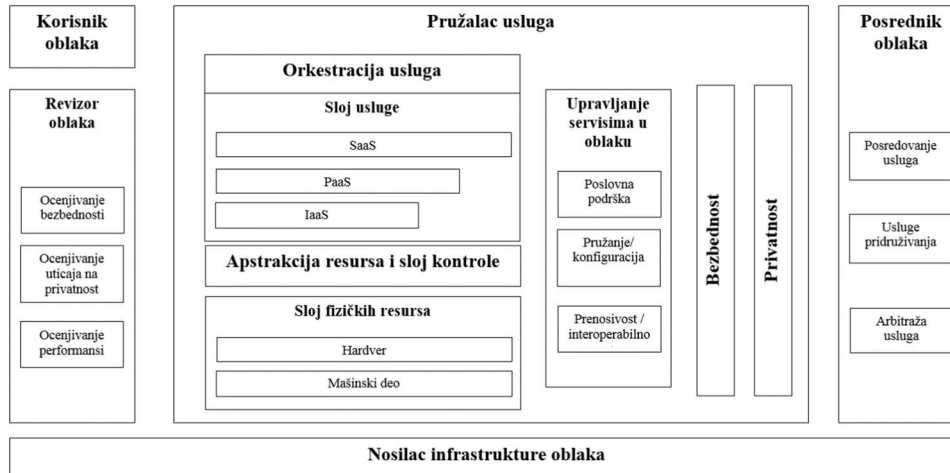 Korisnik
oblaka
Revizor
oblaka
Ocenjivanje
bezbednosti
Ocenjivanje
uticaja na
privatnost
Ocenjivanje
performansi
Pružalac usluga
Orkestracija usluga
Sloj usluge
SaaS
PaaS
IaaS
Apstrakcija resursa i sloj kontrole
Sloj fizičkih resursa
Hardver
Mašinski deo
Upravljanje
servisima u
oblaku
Poslovna
podrška
Pružanje/
konfiguracija
Prenosivost /
interoperabilno
Bezbednost
Privatnost
Posrednik
oblaka
Posredovanje
usluga
Usluge
pridruživanja
Arbitraža
usluga
Nosilac infrastrukture oblaka